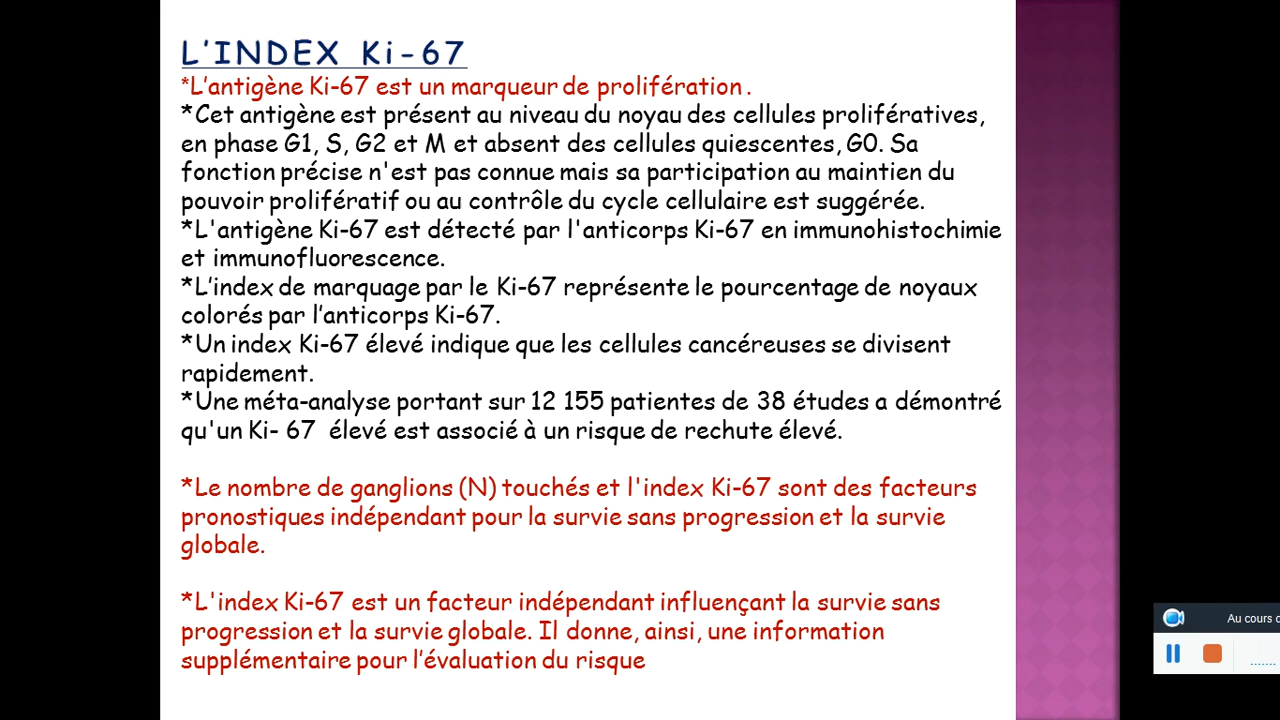 L'INDEX Ki-67
*L'antigène Ki-67 est un marqueur de prolifération .
*Cet antigène est présent au niveau du noyau des cellules prolifératives,
en phase G1, S, G2 et M et absent des cellules quiescentes, G0. Sa
fonction précise n'est pas connue mais sa participation au maintien du
pouvoir prolifératif ou au contrôle du cycle cellulaire est suggérée.
*L'antigène Ki-67 est détecté par l'anticorps Ki-67 en immunohistochimie
et immunofluorescence.
*L'index de marquage par le Ki-67 représente le pourcentage de noyaux
colorés par l'anticorps Ki-67.
*Un index Ki-67 élevé indique que les cellules cancéreuses se divisent
rapidement.
*Une méta-analyse portant sur 12 155 patientes de 38 études a démontré
qu'un Ki- 67 élevé est associé à un risque de rechute élevé.
*Le nombre de ganglions (N) touchés et l'index Ki-67 sont des facteurs
pronostiques indépendant pour la survie sans progression et la survie
globale.
*L'index Ki-67 est un facteur indépendant influençant la survie sans
progression et la survie globale. Il donne, ainsi, une information
supplémentaire pour l'évaluation du risque
Au cours